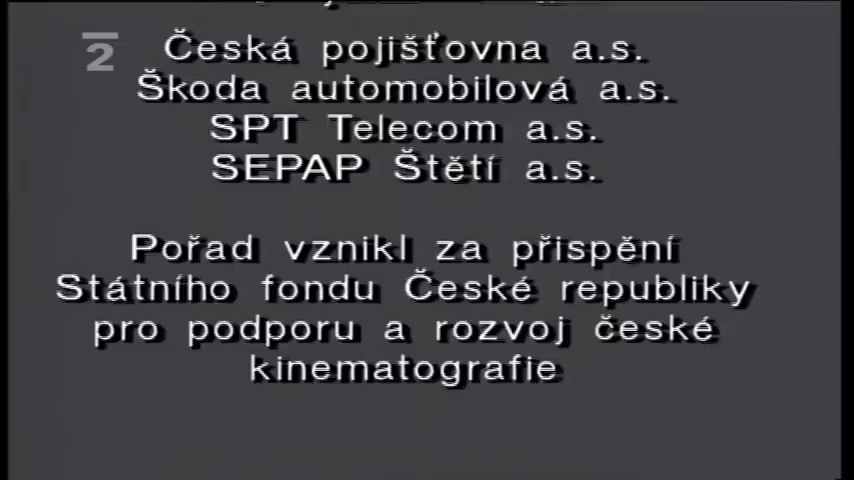 2
Česká pojišťovna a.s.
Škoda automobilová a.s.
SPT Telecom a.s.
SEPAP Štětí a.s.
Pořad vznikl za přispění
Státního fondu České republiky
pro podporu a rozvoj české
kinematografie